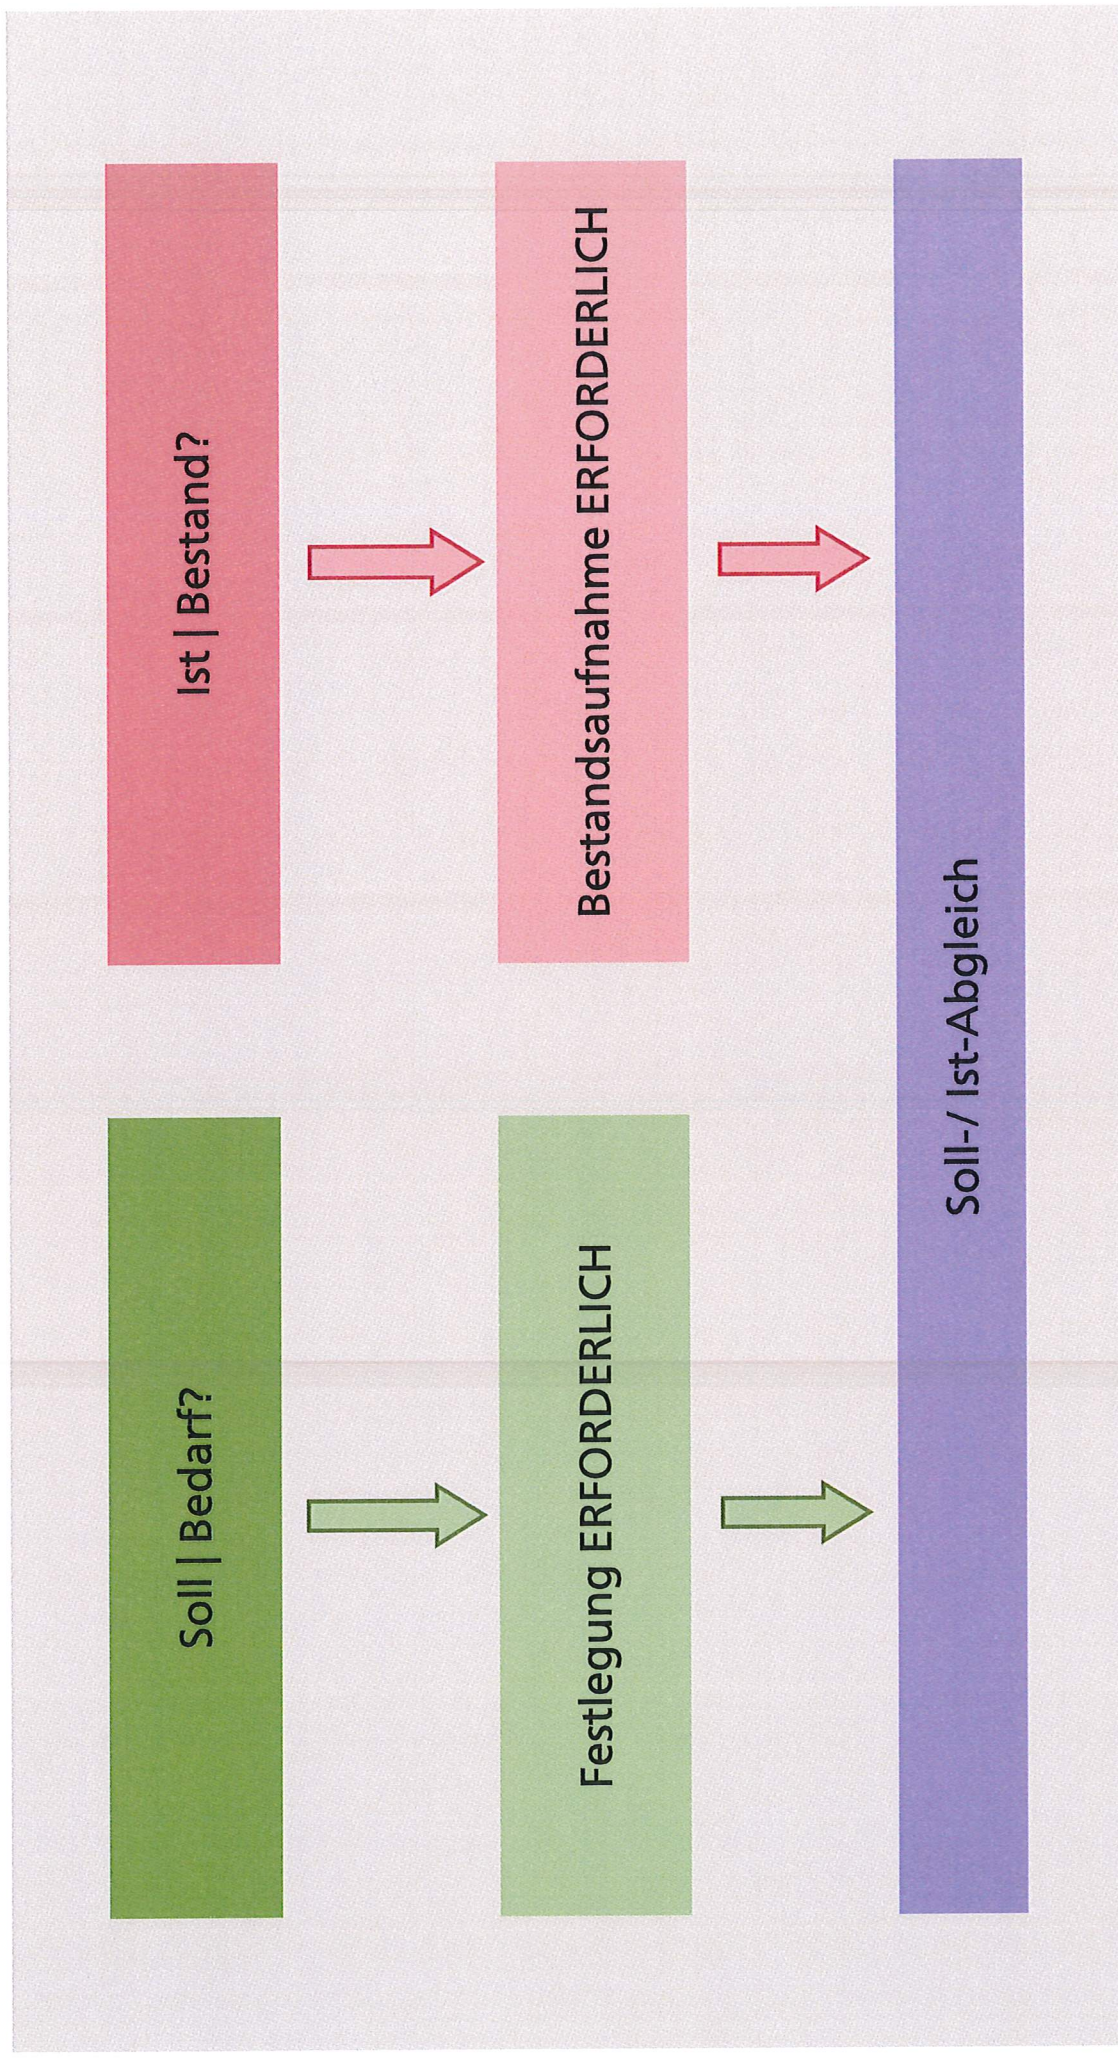 Soll | Bedarf?
Ist | Bestand?
Festlegung ERFORDERLICH
Bestandsaufnahme ERFORDERLICH
Soll-/ Ist-Abgleich